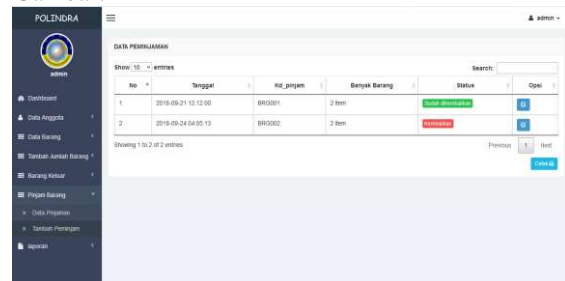 POLINDRA
admin
admin
Dashboard
Data Anggota
Data Barang
Tambah Jumlah Barang
Barang Keluar
Pinjam Barang
Data Pinjaman
Tambah Peminjam
laporan
DATA PEMINJAMAN
Show 10 entries
Search:
No Tanggal Kd_pinjam Banyak Barang Status Opsi
1 2018-09-21 12:12:00 BRG001 2 Item Sudah dikembalikan
2 2018-09-24 04:05:13 BRG002 2 Item Kembalikan
Showing 1 to 2 of 2 entries
Previous 1 Next
Cetak